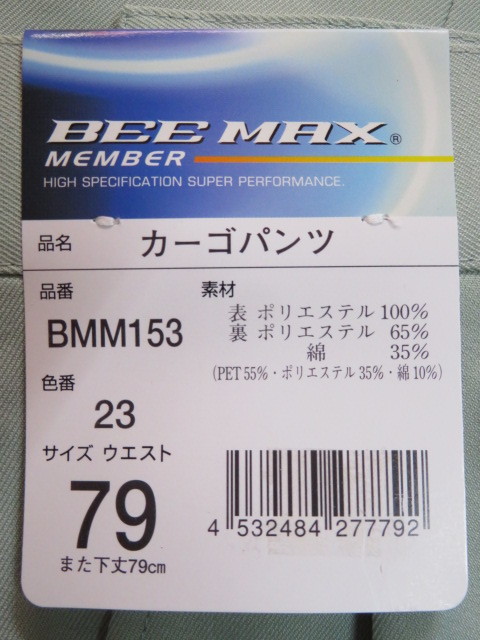 BEE MAX®
MEMBER
HIGH SPECIFICATION SUPER PERFORMANCE.
品名 カーゴパンツ
品番
BMM153
色番
23
サイズ ウエスト
79
また下丈79cm
素材
表 ポリエステル 100%
裏 ポリエステル 65%
綿 35%
(PET 55%・ポリエステル 35%・綿 10%)
4 532484 277792